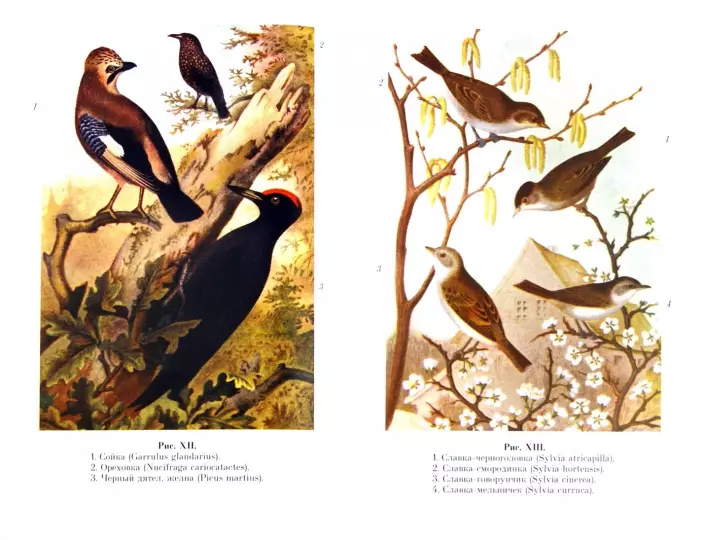 2
1
3
Рис. XII.
1. Сойка (Garrulus glandarius).
2. Ореховка (Nucifraga cariocatactes).
3. Черный дятел, желна (Picus martius).
2
1
3
4
Рис. XIII.
1. Славка-черноголовка (Sylvia atricapilla).
2. Славка-смородинка (Sylvia hortensis).
3. Славка-говорунчик (Sylvia cinerea).
4. Славка-мельничек (Sylvia curruca).